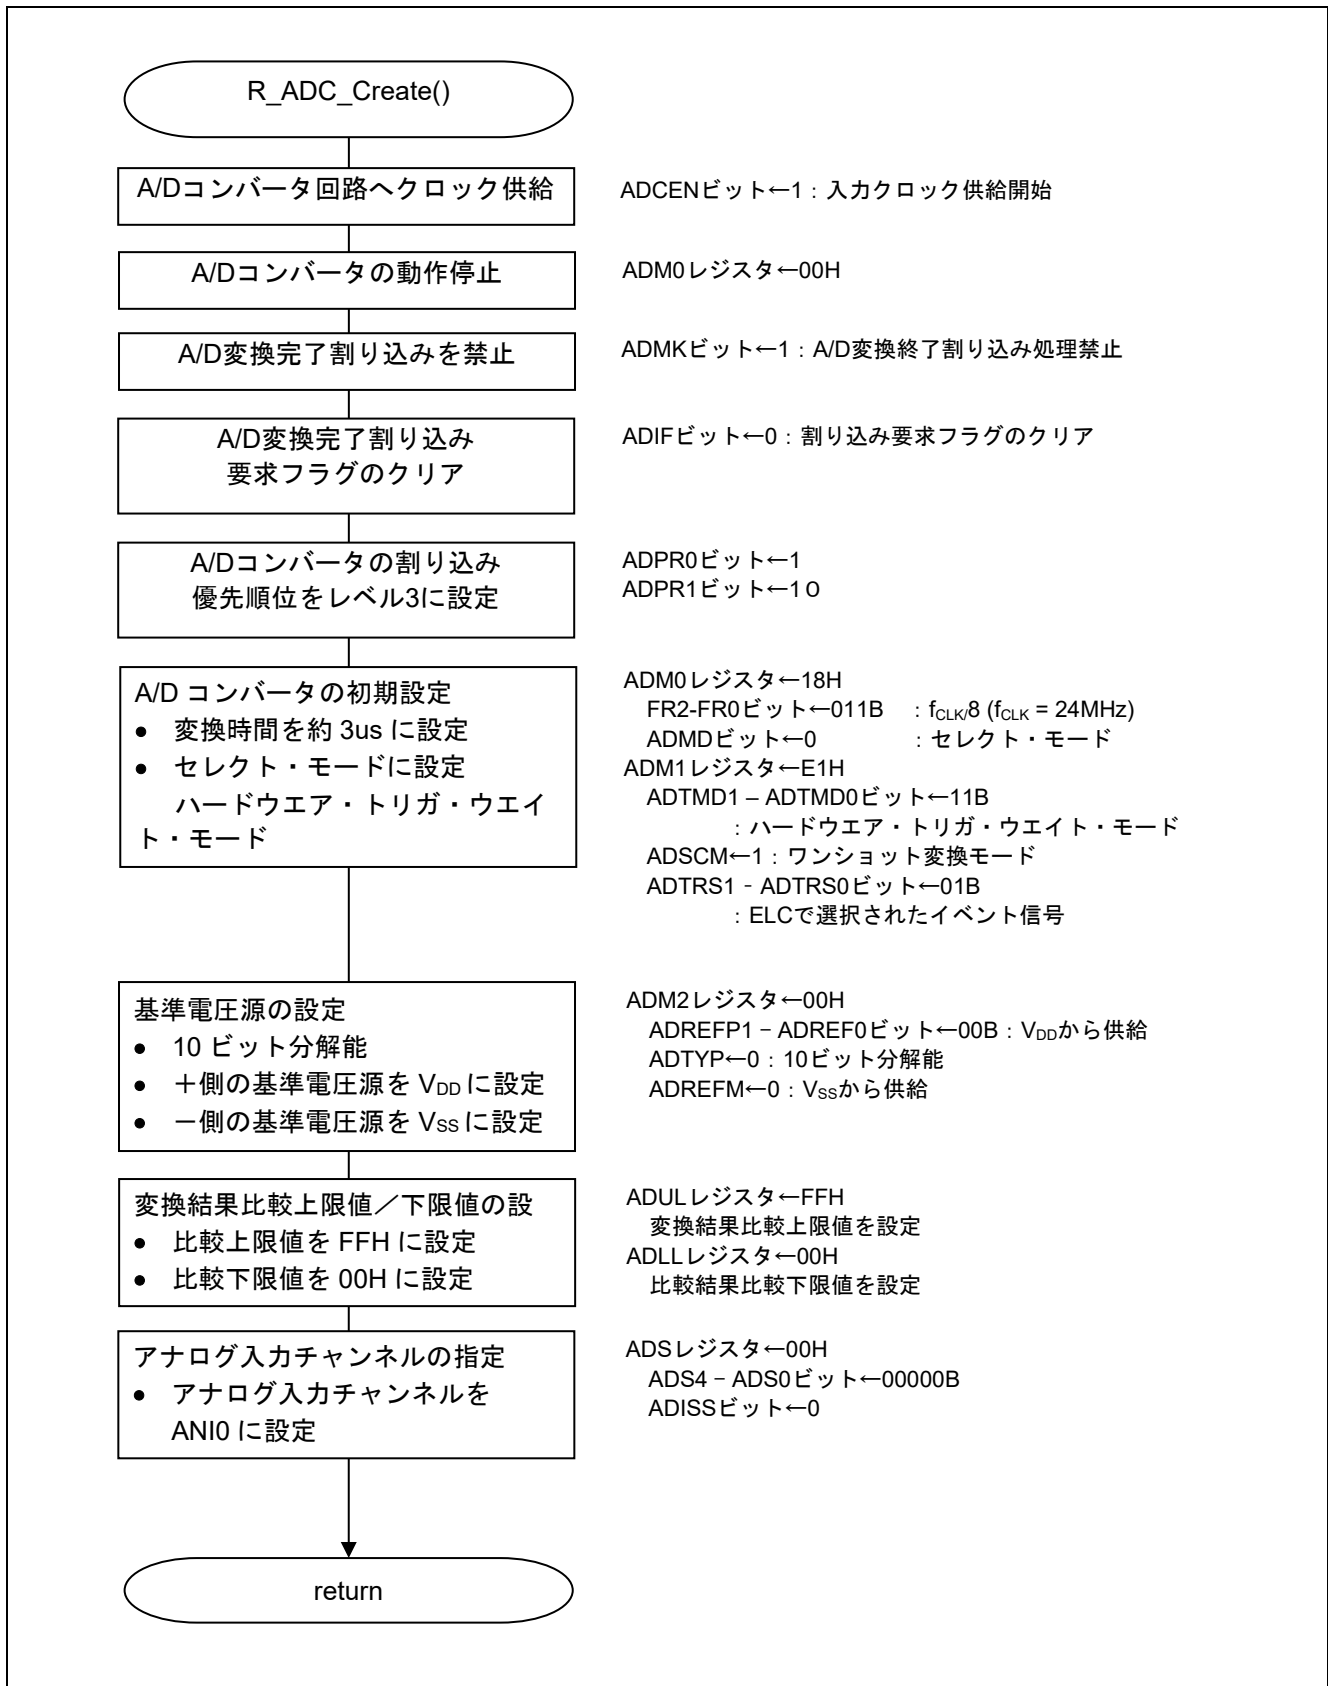 R_ADC_Create()
A/Dコンバータ回路へクロック供給
ADCENビット←1：入力クロック供給開始
A/Dコンバータの動作停止
ADM0レジスタ←00H
A/D変換完了割り込みを禁止
ADMKビット←1：A/D変換終了割り込み処理禁止
A/D変換完了割り込み
要求フラグのクリア
ADIFビット←0：割り込み要求フラグのクリア
A/Dコンバータの割り込み
優先順位をレベル3に設定
ADPR0ビット←1
ADPR1ビット←1０
A/D コンバータの初期設定
● 変換時間を約 3us に設定
● セレクト・モードに設定
ハードウエア・トリガ・ウエイ
ト・モード
ADM0レジスタ←18H
FR2-FR0ビット←011B ：fCLK/8 (fCLK = 24MHz)
ADMDビット←0 ：セレクト・モード
ADM1レジスタ←E1H
ADTMD1 – ADTMD0ビット←11B
：ハードウエア・トリガ・ウエイト・モード
ADSCM←1：ワンショット変換モード
ADTRS1‐ADTRS0ビット←01B
：ELCで選択されたイベント信号
基準電圧源の設定
● 10 ビット分解能
● ＋側の基準電圧源を VDD に設定
● －側の基準電圧源を VSS に設定
ADM2レジスタ←00H
ADREFP1－ADREF0ビット←00B：VDDから供給
ADTYP←0：10ビット分解能
ADREFM←0：VSSから供給
変換結果比較上限値／下限値の設
● 比較上限値を FFH に設定
● 比較下限値を 00H に設定
ADULレジスタ←FFH
変換結果比較上限値を設定
ADLLレジスタ←00H
比較結果比較下限値を設定
アナログ入力チャンネルの指定
● アナログ入力チャンネルを
ANI0 に設定
ADSレジスタ←00H
ADS4－ADS0ビット←00000B
ADISSビット←0
return